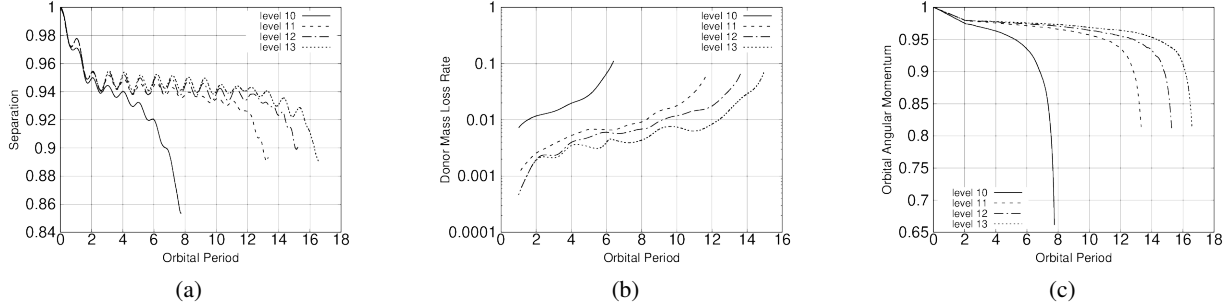 1
0.98
0.96
0.94
0.92
0.9
0.88
0.86
0.84
0 2 4 6 8 10 12 14 16 18
Separation
Orbital Period
level 10
level 11
level 12
level 13
(a)
1
0.1
0.01
0.001
0.0001
0 2 4 6 8 10 12 14 16
Donor Mass Loss Rate
Orbital Period
level 10
level 11
level 12
level 13
(b)
1
0.95
0.9
0.85
0.8
0.75
0.7
0.65
0 2 4 6 8 10 12 14 16 18
Orbital Angular Momentum
Orbital Period
level 10
level 11
level 12
level 13
(c)